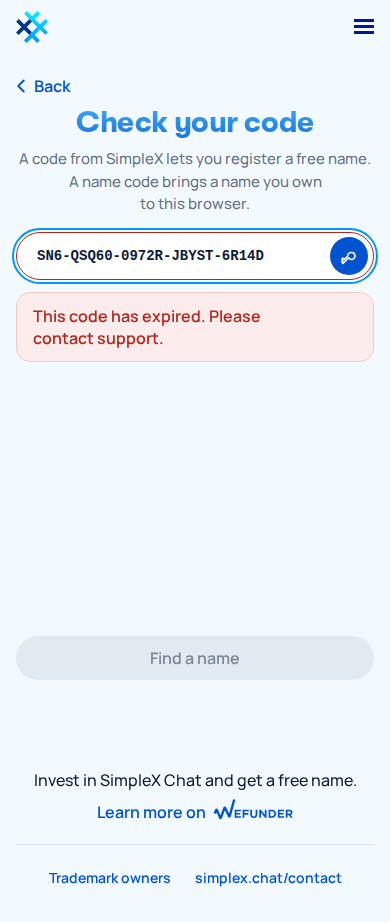 Back
Check your code
A code from SimpleX lets you register a free name.
A name code brings a name you own
to this browser.
SN6-QSQ60-0972R-JBYST-6R14D
This code has expired. Please
contact support.
Find a name
Invest in SimpleX Chat and get a free name.
Learn more on WEFUNDER
Trademark owners simplex.chat/contact